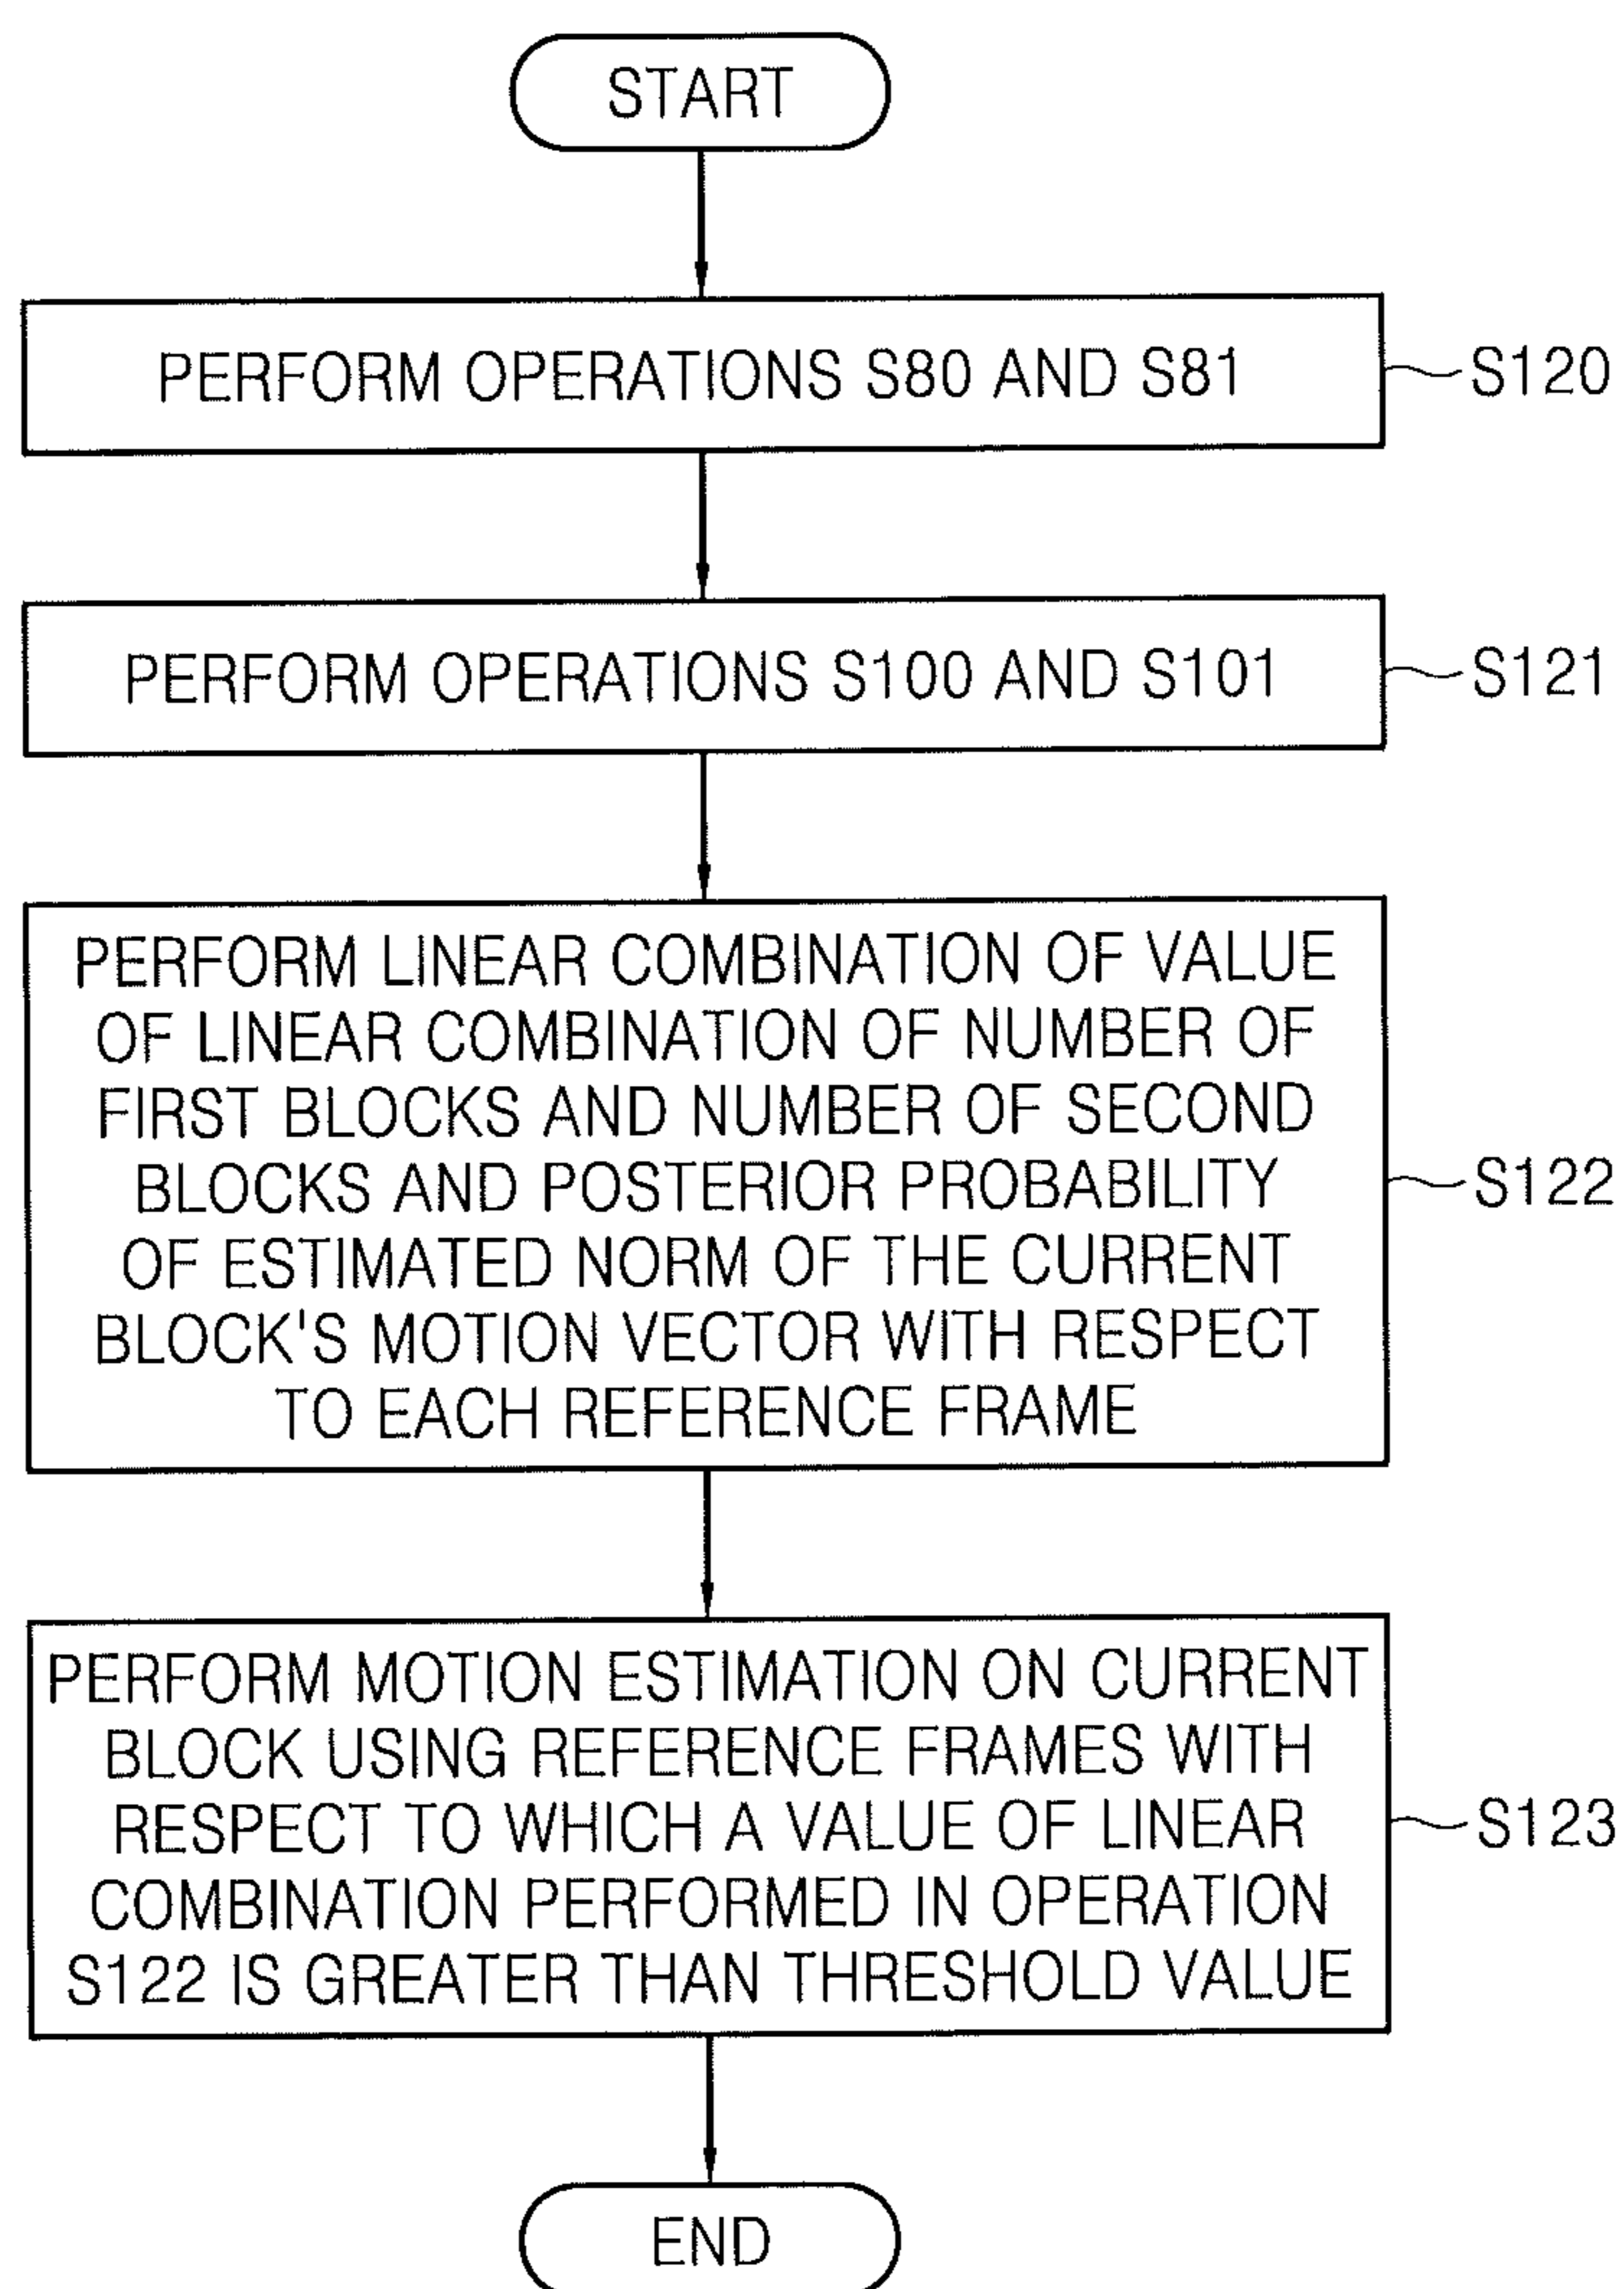 START
PERFORM OPERATIONS S80 AND S81
S120
PERFORM OPERATIONS S100 AND S101
S121
PERFORM LINEAR COMBINATION OF VALUE
OF LINEAR COMBINATION OF NUMBER OF
FIRST BLOCKS AND NUMBER OF SECOND
BLOCKS AND POSTERIOR PROBABILITY
OF ESTIMATED NORM OF THE CURRENT
BLOCK'S MOTION VECTOR WITH RESPECT
TO EACH REFERENCE FRAME
S122
PERFORM MOTION ESTIMATION ON CURRENT
BLOCK USING REFERENCE FRAMES WITH
RESPECT TO WHICH A VALUE OF LINEAR
COMBINATION PERFORMED IN OPERATION
S122 IS GREATER THAN THRESHOLD VALUE
S123
END